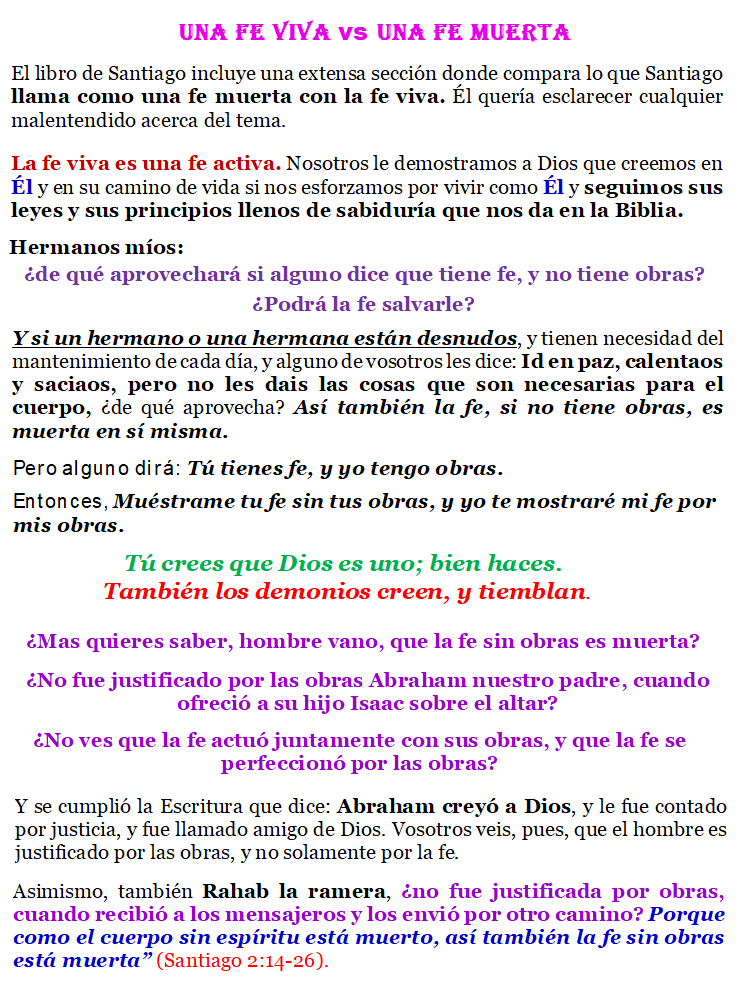 UNA FE VIVA vs UNA FE MUERTA
El libro de Santiago incluye una extensa sección donde compara lo que Santiago
llama como una fe muerta con la fe viva. Él quería esclarecer cualquier
malentendido acerca del tema.
La fe viva es una fe activa. Nosotros le demostramos a Dios que creemos en
Él y en su camino de vida si nos esforzamos por vivir como Él y seguimos sus
leyes y sus principios llenos de sabiduría que nos da en la Biblia.
Hermanos míos:
¿de qué aprovechará si alguno dice que tiene fe, y no tiene obras?
¿Podrá la fe salvarle?
Y si un hermano o una hermana están desnudos, y tienen necesidad del
mantenimiento de cada día, y alguno de vosotros les dice: Id en paz, calentaos
y saciaos, pero no les dais las cosas que son necesarias para el
cuerpo, ¿de qué aprovecha? Así también la fe, si no tiene obras, es
muerta en sí misma.
Pero alguno dirá: Tú tienes fe, y yo tengo obras.
Entonces, Muéstrame tu fe sin tus obras, y yo te mostraré mi fe por
mis obras.
Tú crees que Dios es uno; bien haces.
También los demonios creen, y tiemblan.
¿Mas quieres saber, hombre vano, que la fe sin obras es muerta?
¿No fue justificado por las obras Abraham nuestro padre, cuando
ofreció a su hijo Isaac sobre el altar?
¿No ves que la fe actuó juntamente con sus obras, y que la fe se
perfeccionó por las obras?
Y se cumplió la Escritura que dice: Abraham creyó a Dios, y le fue contado
por justicia, y fue llamado amigo de Dios. Vosotros veis, pues, que el hombre es
justificado por las obras, y no solamente por la fe.
Asimismo, también Rahab la ramera, ¿no fue justificada por obras,
cuando recibió a los mensajeros y los envió por otro camino? Porque
como el cuerpo sin espíritu está muerto, así también la fe sin obras
está muerta” (Santiago 2:14-26).